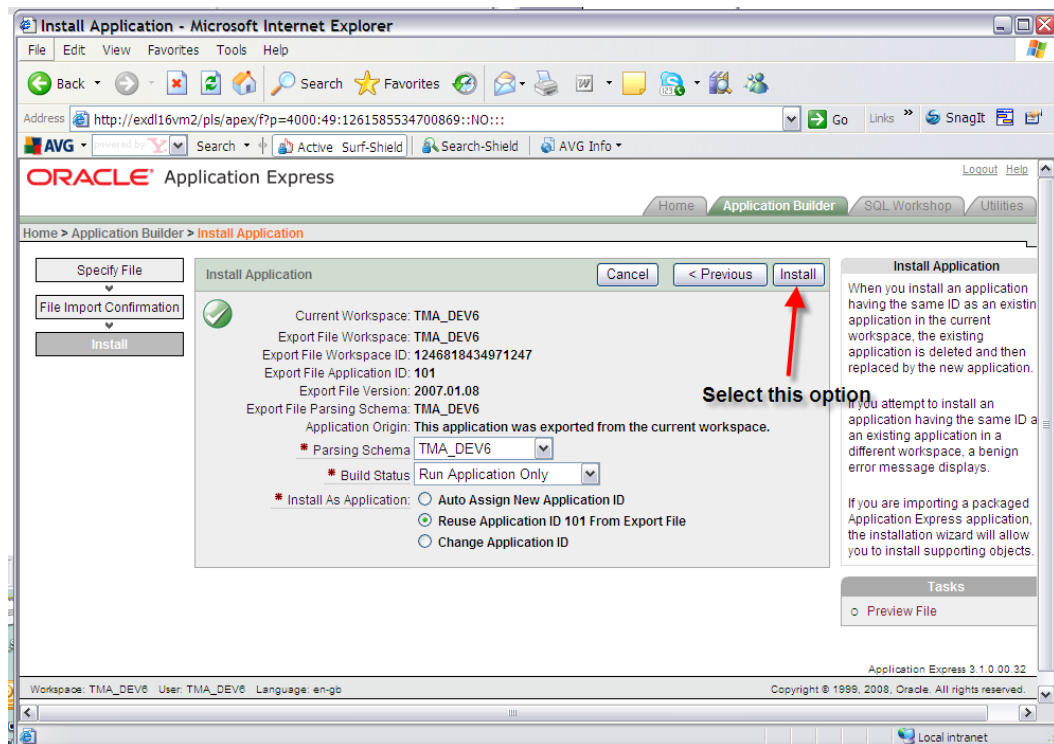 Install Application - Microsoft Internet Explorer
File Edit View Favorites Tools Help
Back Search Favorites
Address http://exdl16vm2/pls/apex/f?p=4000:49:1261585534700869::NO::: Go Links » SnagIt
AVG powered by Y! Search Active Surf-Shield Search-Shield AVG Info
ORACLE Application Express
Logout Help
Home Application Builder SQL Workshop Utilities
Home > Application Builder > Install Application
Specify File
File Import Confirmation
Install
Install Application
Cancel < Previous Install
Current Workspace: TMA_DEV6
Export File Workspace: TMA_DEV6
Export File Workspace ID: 1246818434971247
Export File Application ID: 101
Export File Version: 2007.01.08
Export File Parsing Schema: TMA_DEV6
Application Origin: This application was exported from the current workspace.
* Parsing Schema TMA_DEV6
* Build Status Run Application Only
* Install As Application: Auto Assign New Application ID
Reuse Application ID 101 From Export File
Change Application ID
Select this option
Install Application
When you install an application
having the same ID as an existin
application in the current
workspace, the existing
application is deleted and then
replaced by the new application.
If you attempt to install an
application having the same ID a
an existing application in a
different workspace, a benign
error message displays.
If you are importing a packaged
Application Express application,
the installation wizard will allow
you to install supporting objects.
Tasks
Preview File
Application Express 3.1.0.00.32
Workspace: TMA_DEV6 User: TMA_DEV6 Language: en-gb
Copyright © 1999, 2008, Oracle. All rights reserved.
Local intranet